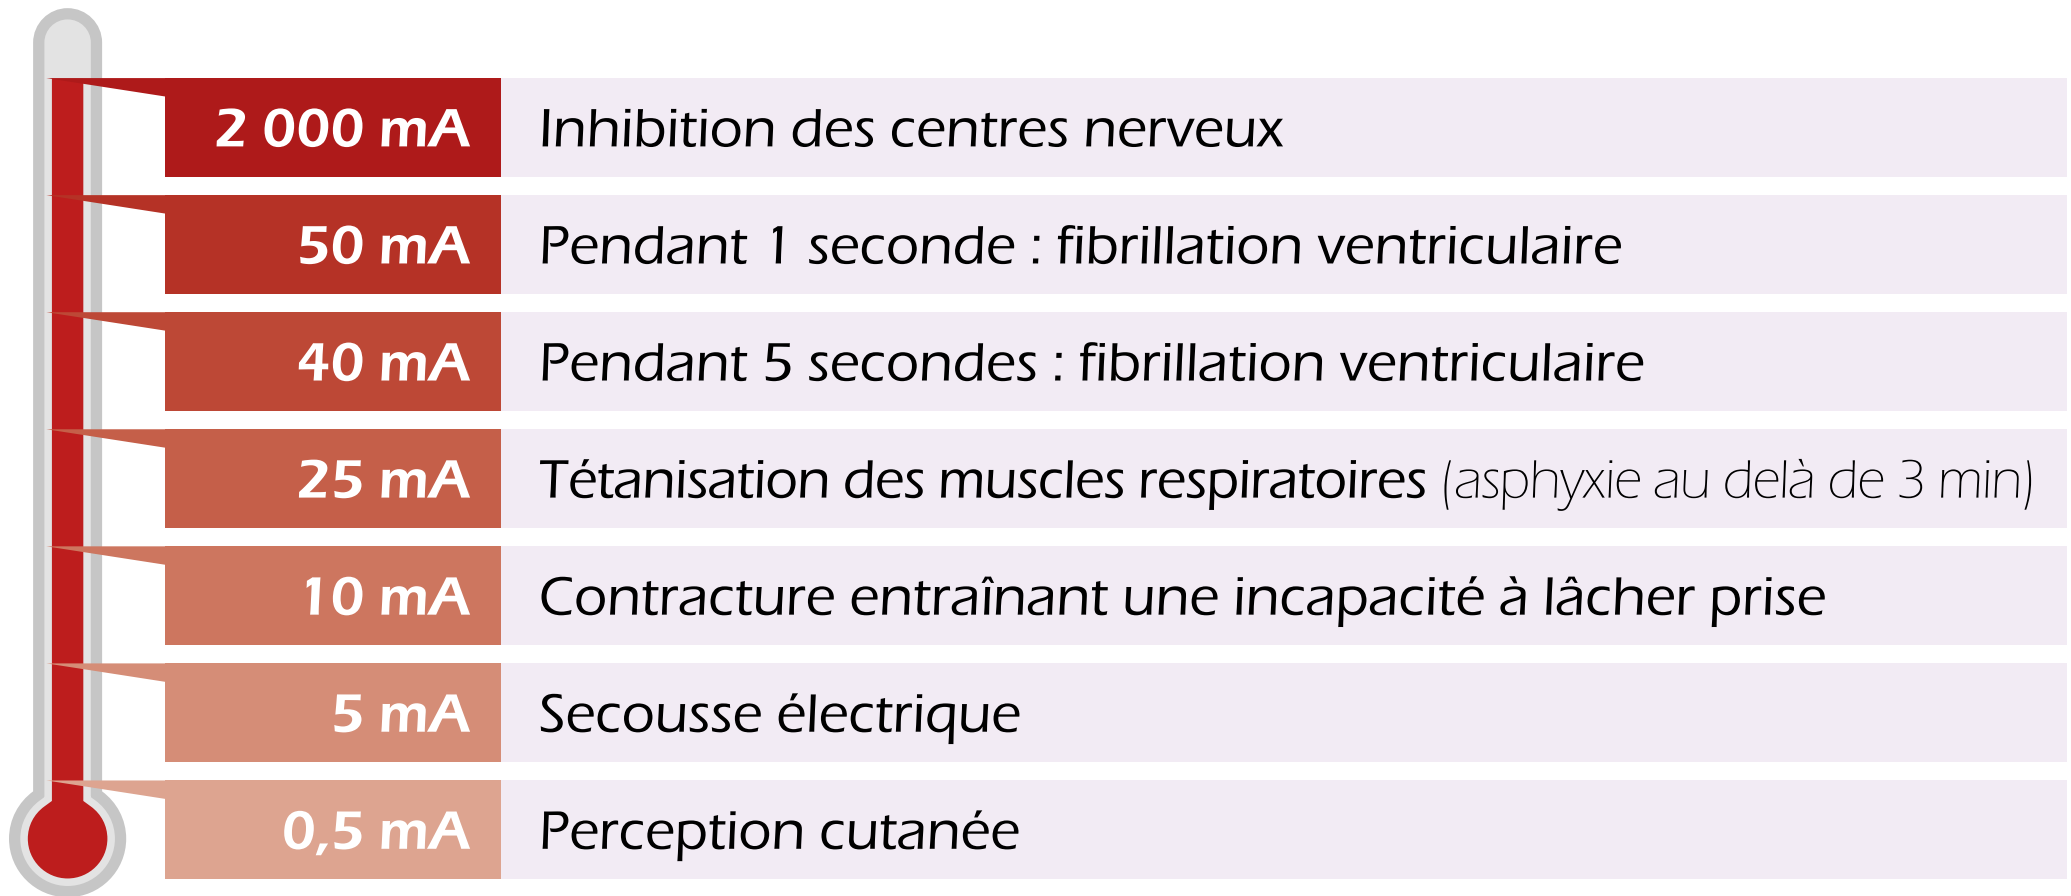 2 000 mA Inhibition des centres nerveux
50 mA Pendant 1 seconde : fibrillation ventriculaire
40 mA Pendant 5 secondes : fibrillation ventriculaire
25 mA Tétanisation des muscles respiratoires (asphyxie au delà de 3 min)
10 mA Contracture entraînant une incapacité à lâcher prise
5 mA Secousse électrique
0,5 mA Perception cutanée